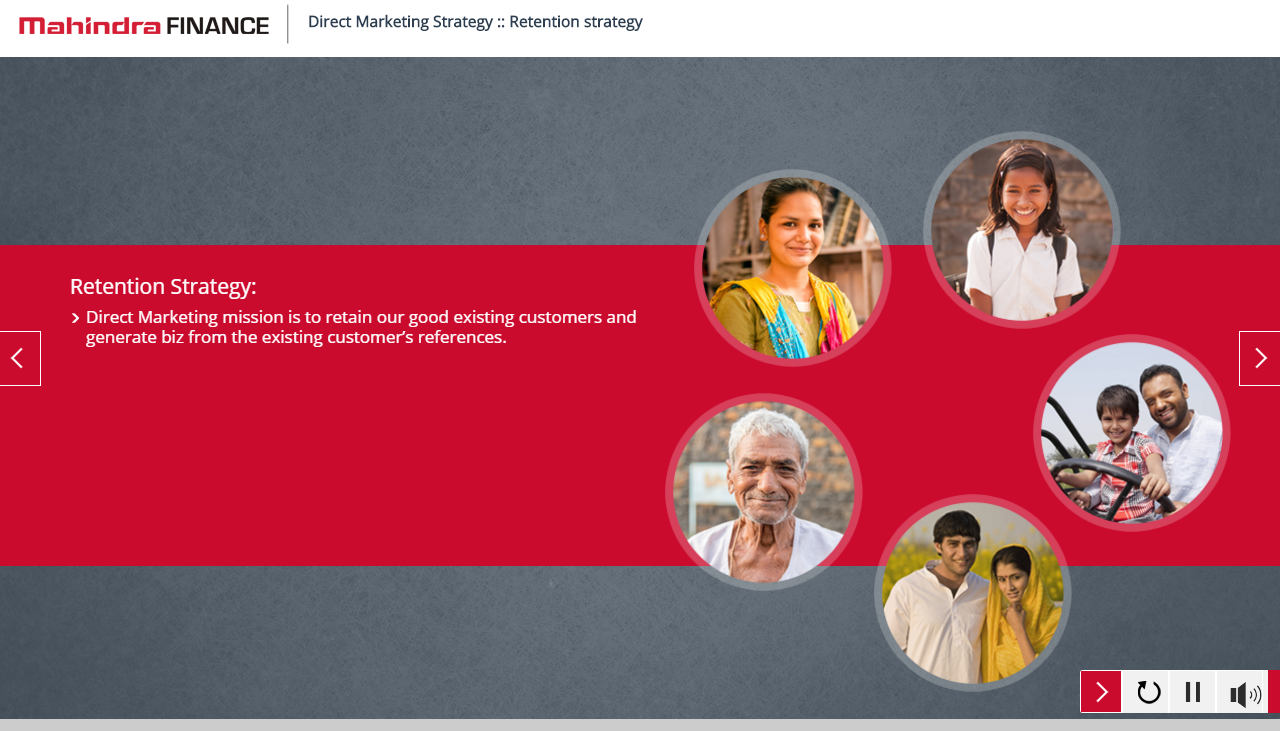 Mahindra FINANCE
Direct Marketing Strategy :: Retention strategy
Retention Strategy:
Direct Marketing mission is to retain our good existing customers and
generate biz from the existing customer’s references.